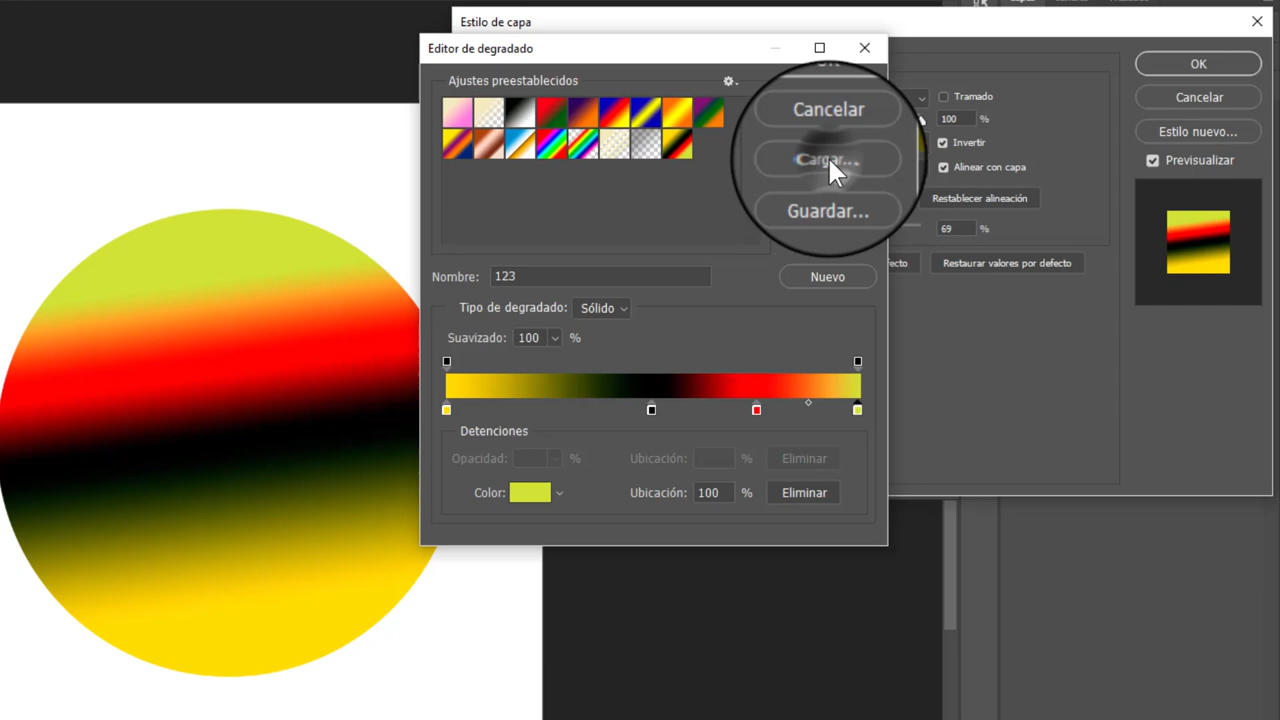 Estilo de capa
Editor de degradado
Ajustes preestablecidos
Cancelar
Cargar...
Guardar...
Nombre: 123
Nuevo
Tipo de degradado: Sólido
Suavizado: 100 %
Detenciones
Opacidad: %
Ubicación: %
Eliminar
Color:
Ubicación: 100 %
Eliminar
Tramado
100 %
Invertir
Alinear con capa
Restablecer alineación
69 %
Restaurar valores por defecto
OK
Cancelar
Estilo nuevo...
Previsualizar